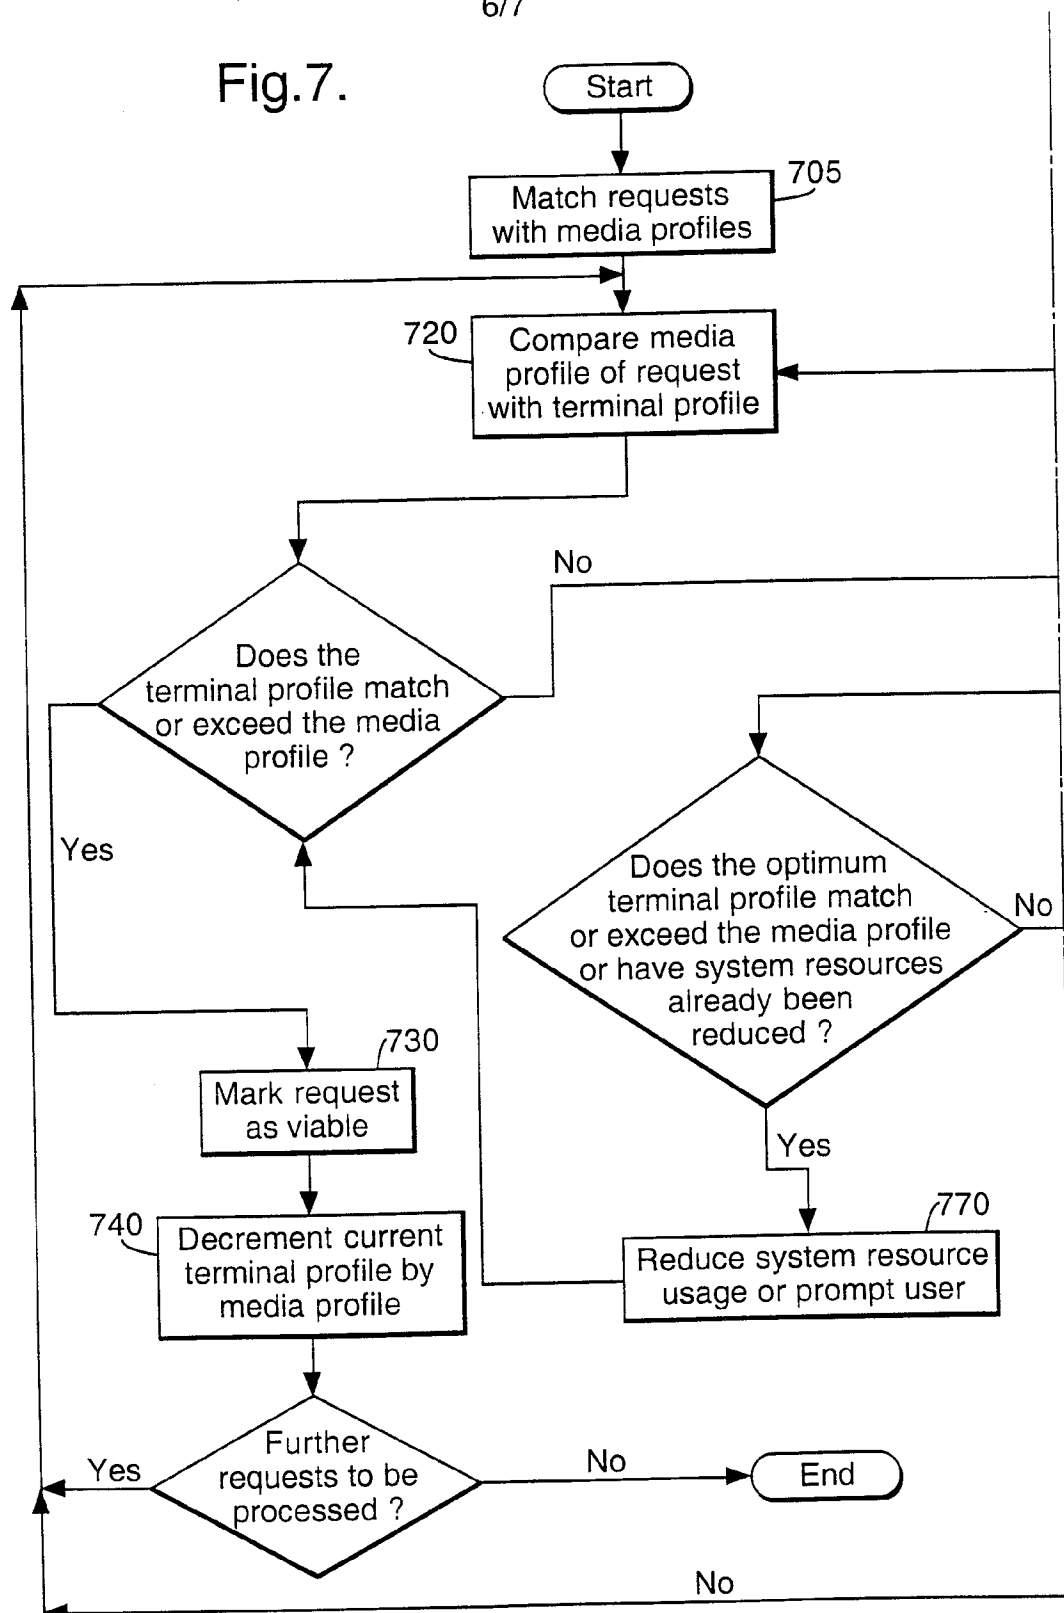 6/7
Fig.7.
Start
705
Match requests
with media profiles
720
Compare media
profile of request
with terminal profile
No
Does the
terminal profile match
or exceed the media
profile ?
Yes
Does the optimum
terminal profile match
or exceed the media profile
or have system resources
already been
reduced ?
No
730
Mark request
as viable
Yes
740
Decrement current
terminal profile by
media profile
770
Reduce system resource
usage or prompt user
Further
requests to be
processed ?
Yes
No
End
No